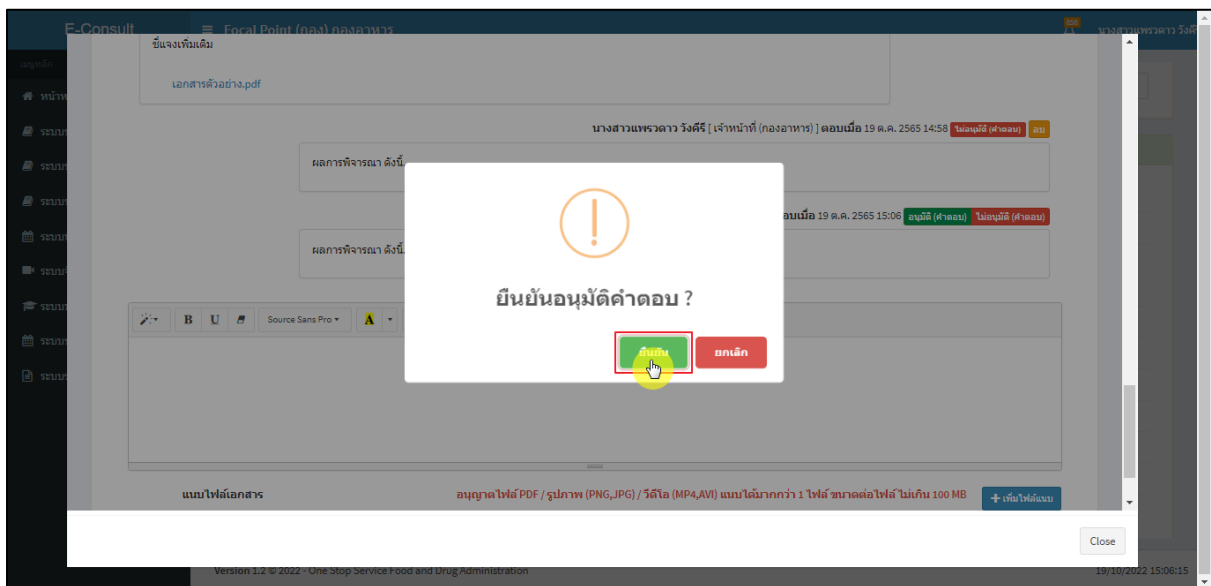 E-Consult
Focal Point (กอง) กองอาหาร
656
นางสาวแพรวดาว วังคีรี
เมนูหลัก
ชี้แจงเพิ่มเติม
เอกสารตัวอย่าง.pdf
นางสาวแพรวดาว วังคีรี [ เจ้าหน้าที่ (กองอาหาร) ] ตอบเมื่อ 19 ต.ค. 2565 14:58 ไม่อนุมัติ (คำตอบ) ลบ
ผลการพิจารณา ดังนี้
อบเมื่อ 19 ต.ค. 2565 15:06 อนุมัติ (คำตอบ) ไม่อนุมัติ (คำตอบ)
ผลการพิจารณา ดังนี้
ยืนยันอนุมัติคำตอบ ?
B U Source Sans Pro A
ยืนยัน ยกเลิก
แนบไฟล์เอกสาร
อนุญาตไฟล์ PDF / รูปภาพ (PNG,JPG) / วีดีโอ (MP4,AVI) แนบได้มากกว่า 1 ไฟล์ ขนาดต่อไฟล์ ไม่เกิน 100 MB
เพิ่มไฟล์แนบ
Close
Version 1.2 © 2022 - One Stop Service Food and Drug Administration
19/10/2022 15:06:15